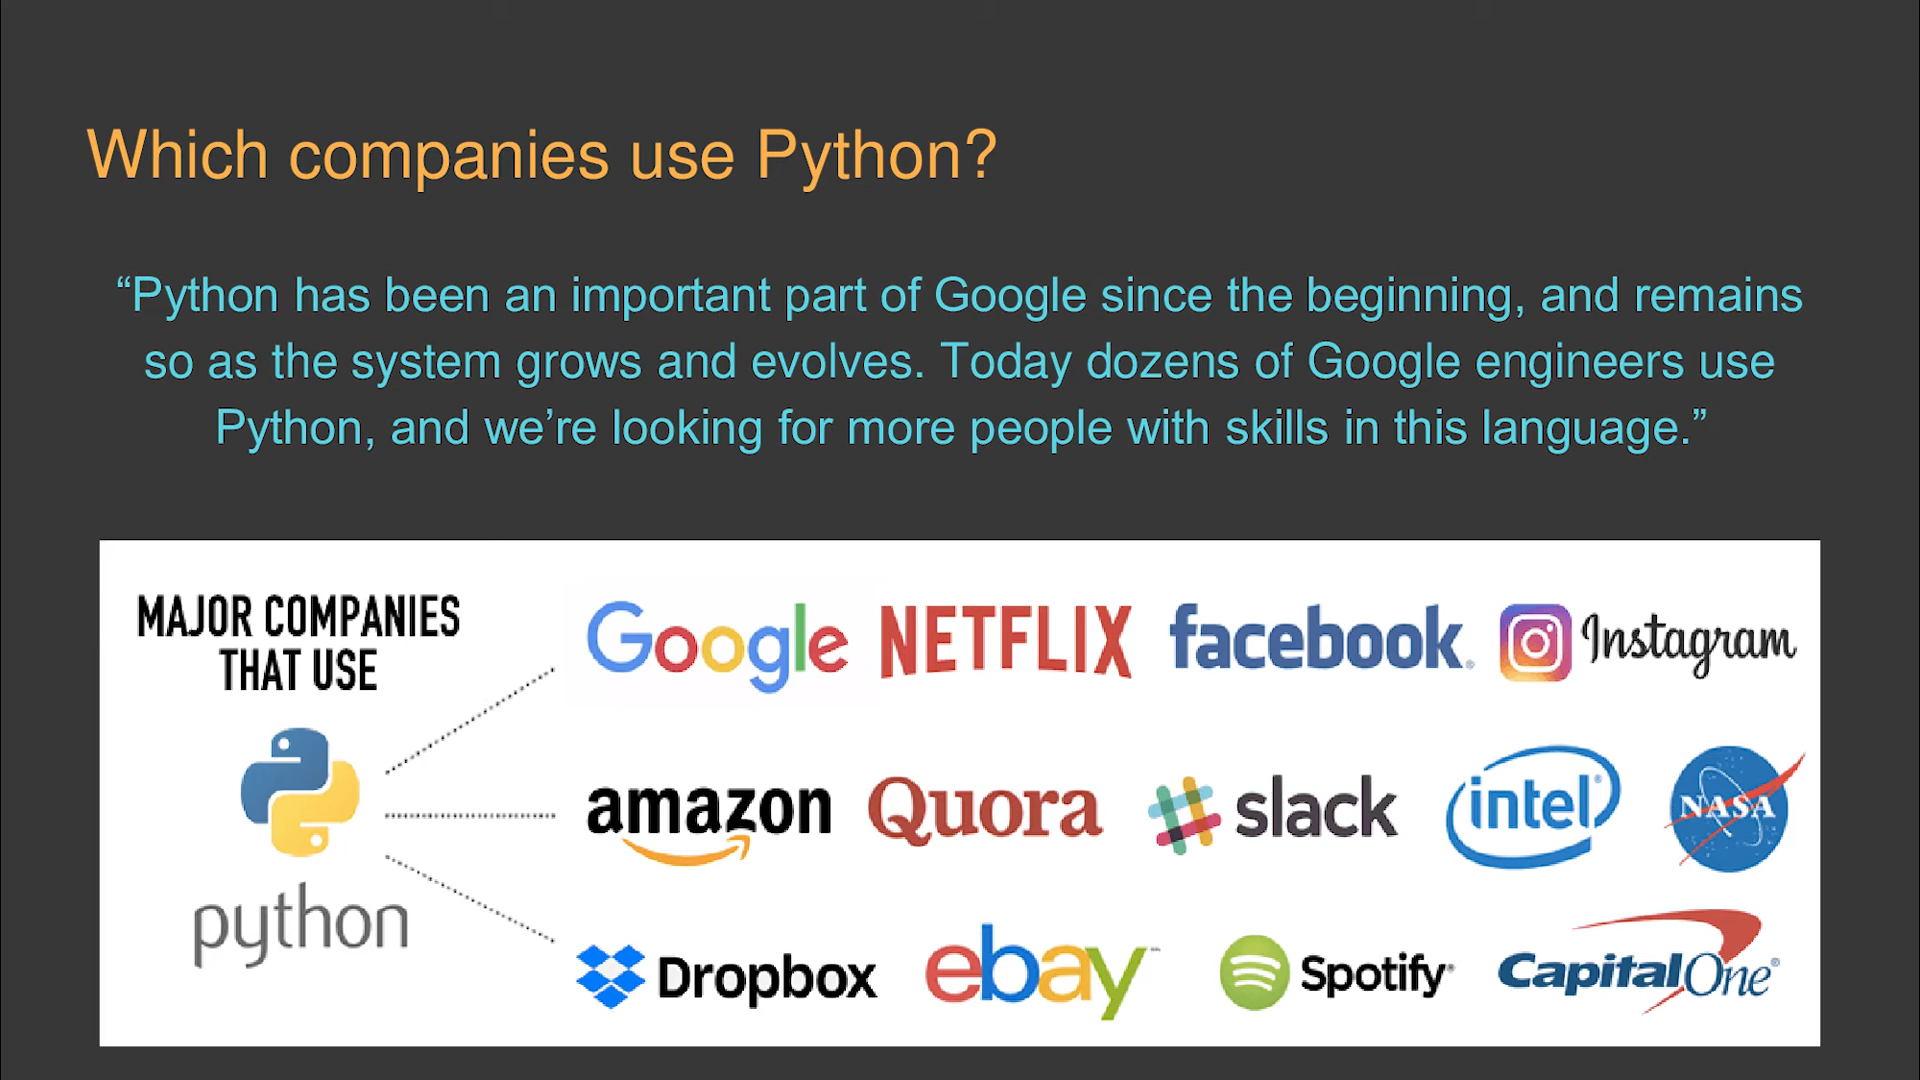 Which companies use Python?
“Python has been an important part of Google since the beginning, and remains
so as the system grows and evolves. Today dozens of Google engineers use
Python, and we’re looking for more people with skills in this language.”
MAJOR COMPANIES
THAT USE
python
Google NETFLIX facebook® Instagram
amazon Quora slack intel® NASA
Dropbox ebay™ Spotify® CapitalOne®